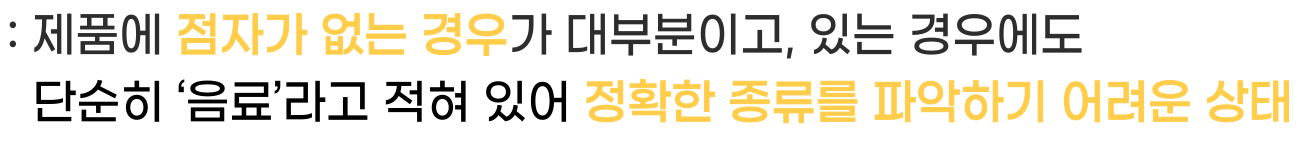 : 제품에 점자가 없는 경우가 대부분이고, 있는 경우에도
단순히 ‘음료’라고 적혀 있어 정확한 종류를 파악하기 어려운 상태